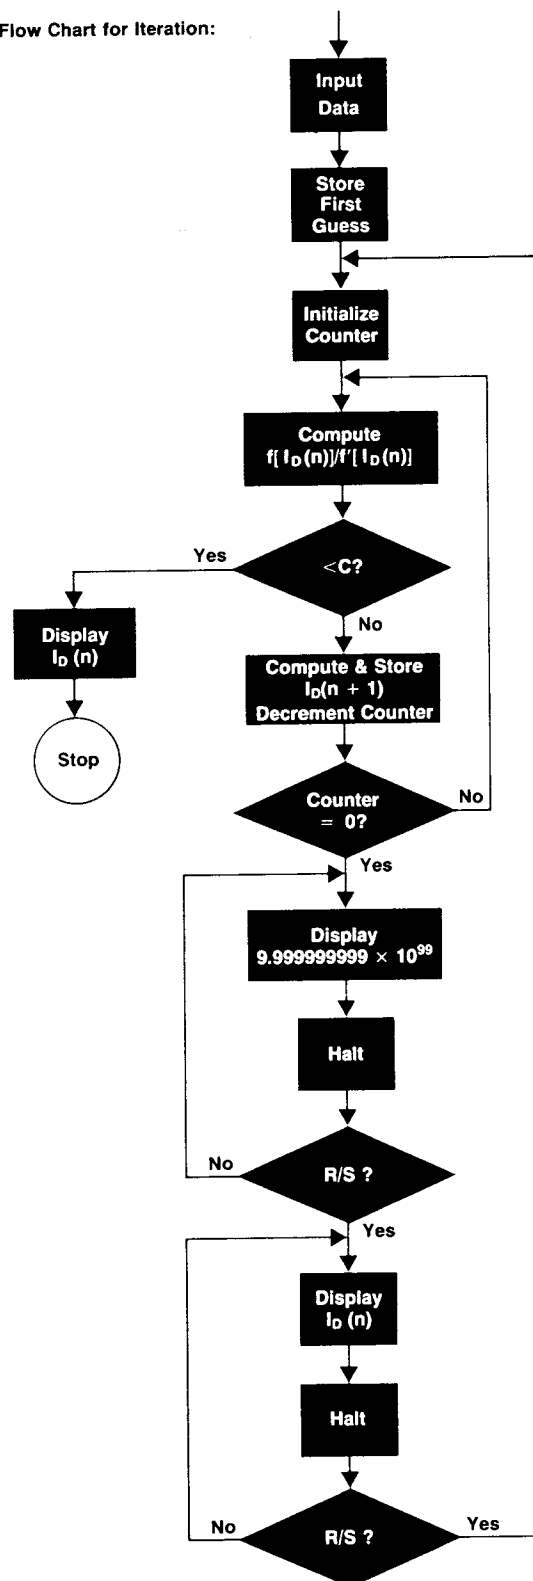 Flow Chart for Iteration:
Input
Data
Store
First
Guess
Initialize
Counter
Compute
f[ I_D(n)]/f'[ I_D(n)]
<C?
Yes
No
Display
I_D (n)
Stop
Compute & Store
I_D(n + 1)
Decrement Counter
Counter
= 0?
No
Yes
Display
9.999999999 × 10^99
Halt
R/S ?
No
Yes
Display
I_D (n)
Halt
R/S ?
No
Yes